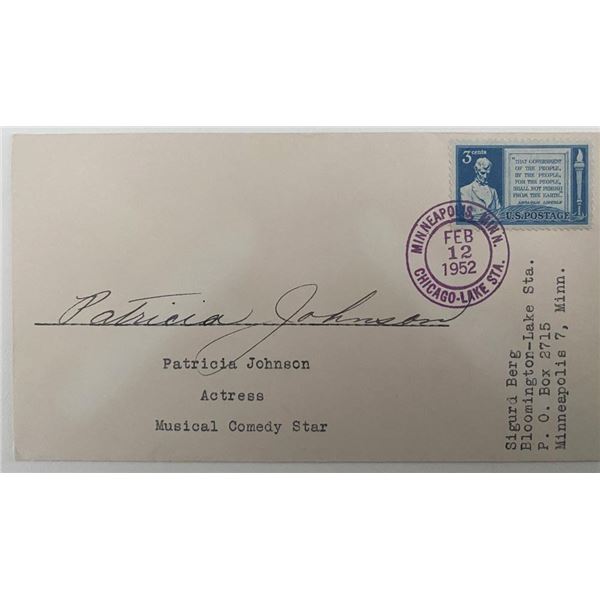 3 cents
"THAT GOVERNMENT
OF THE PEOPLE,
BY THE PEOPLE,
FOR THE PEOPLE,
SHALL NOT PERISH
FROM THE EARTH."
ABRAHAM LINCOLN
U.S. POSTAGE
MINNEAPOLIS, MINN.
FEB
12
1952
CHICAGO-LAKE STA.
Patricia Johnson
Patricia Johnson
Actress
Musical Comedy Star
Sigurd Berg
Bloomington-Lake Sta.
P. O. Box 2715
Minneapolis 7, Minn.